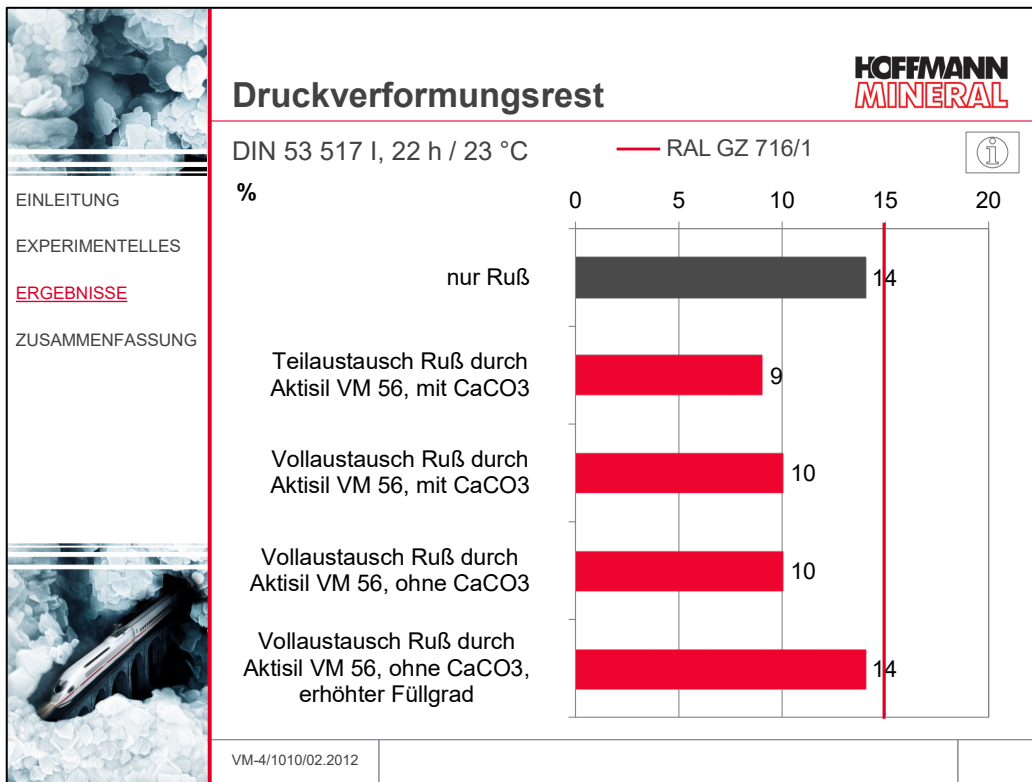 Druckverformungsrest
HOFFMANN
MINERAL
DIN 53 517 I, 22 h / 23 °C
RAL GZ 716/1
EINLEITUNG
EXPERIMENTELLES
ERGEBNISSE
ZUSAMMENFASSUNG
%
0 5 10 15 20
nur Ruß
14
Teilaustausch Ruß durch
Aktisil VM 56, mit CaCO3
9
Vollaustausch Ruß durch
Aktisil VM 56, mit CaCO3
10
Vollaustausch Ruß durch
Aktisil VM 56, ohne CaCO3
10
Vollaustausch Ruß durch
Aktisil VM 56, ohne CaCO3,
erhöhter Füllgrad
14
VM-4/1010/02.2012